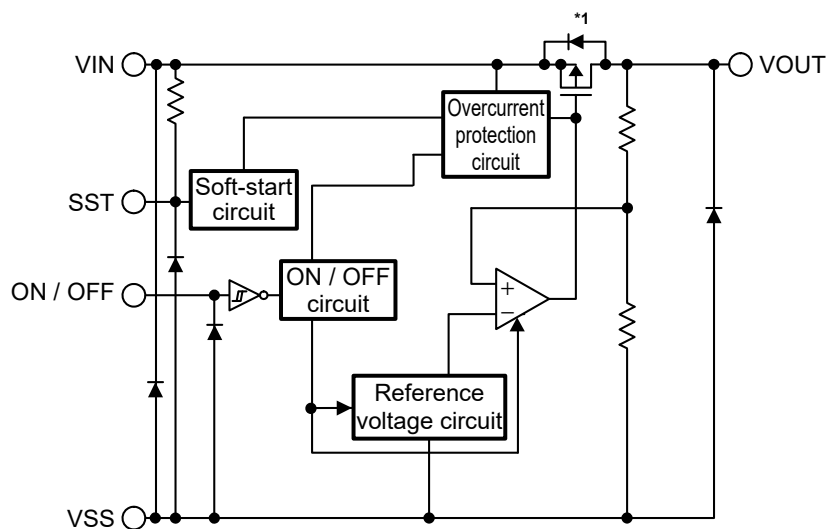 *1
VIN
VOUT
Overcurrent
protection
circuit
Soft-start
circuit
SST
ON / OFF
ON / OFF
circuit
+
−
Reference
voltage circuit
VSS